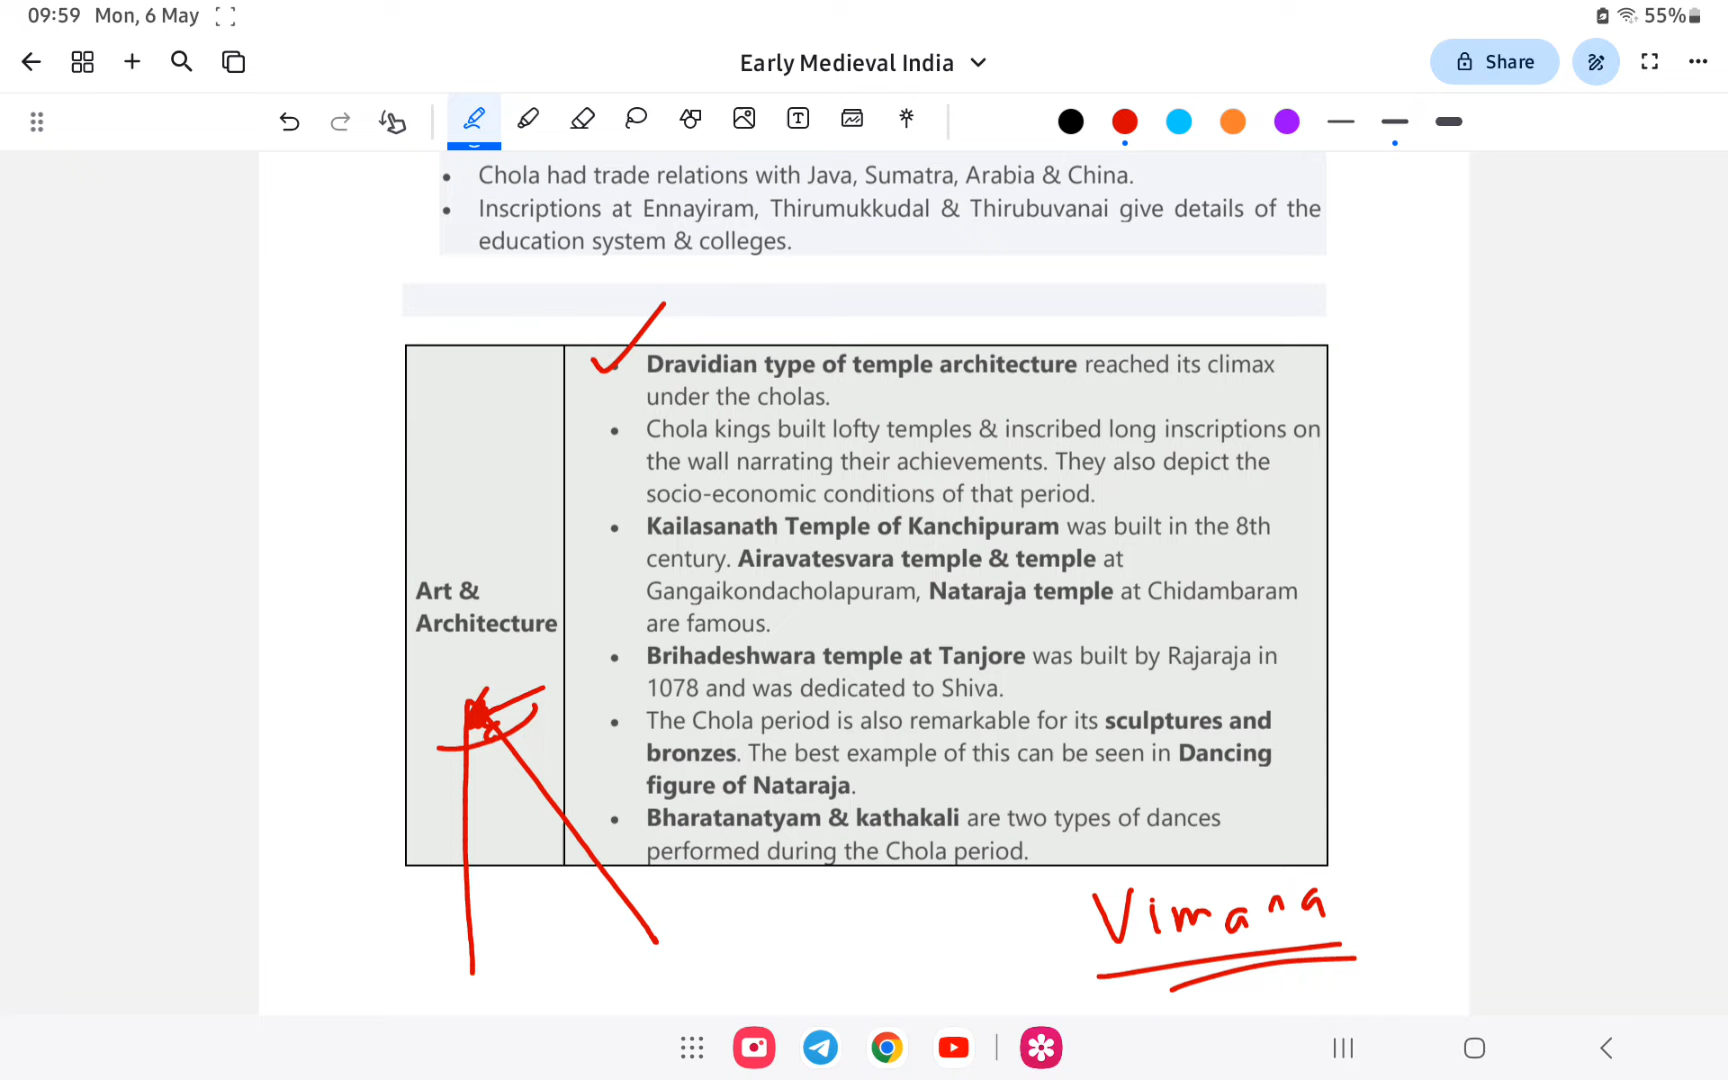 09:59 Mon, 6 May
55%
Early Medieval India
Share
• Chola had trade relations with Java, Sumatra, Arabia & China.
• Inscriptions at Ennayiram, Thirumukkudal & Thirubuvanai give details of the
education system & colleges.
• Dravidian type of temple architecture reached its climax
under the cholas.
• Chola kings built lofty temples & inscribed long inscriptions on
the wall narrating their achievements. They also depict the
socio-economic conditions of that period.
• Kailasanath Temple of Kanchipuram was built in the 8th
century. Airavatesvara temple & temple at
Gangaikondacholapuram, Nataraja temple at Chidambaram
are famous.
Art &
Architecture
• Brihadeshwara temple at Tanjore was built by Rajaraja in
1078 and was dedicated to Shiva.
• The Chola period is also remarkable for its sculptures and
bronzes. The best example of this can be seen in Dancing
figure of Nataraja.
• Bharatanatyam & kathakali are two types of dances
performed during the Chola period.
Vimana